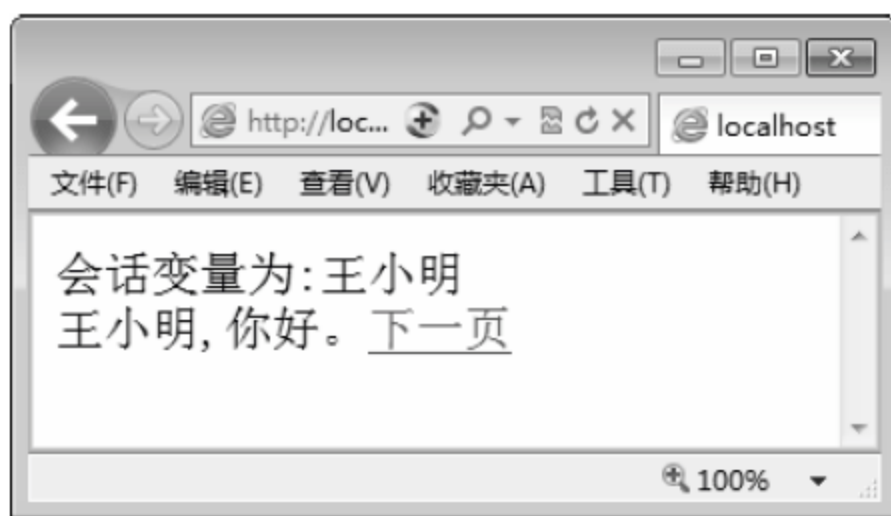 http://loc...
localhost
文件(F) 编辑(E) 查看(V) 收藏夹(A) 工具(T) 帮助(H)
会话变量为:王小明
王小明,你好。下一页
100%